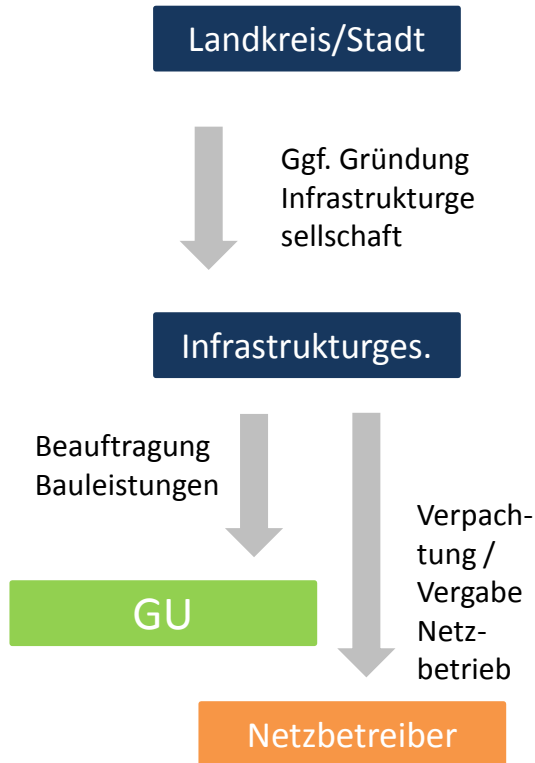 Landkreis/Stadt
Ggf. Gründung
Infrastrukturge
sellschaft
Infrastrukturges.
Beauftragung
Bauleistungen
Verpach-
tung /
Vergabe
Netz-
betrieb
GU
Netzbetreiber